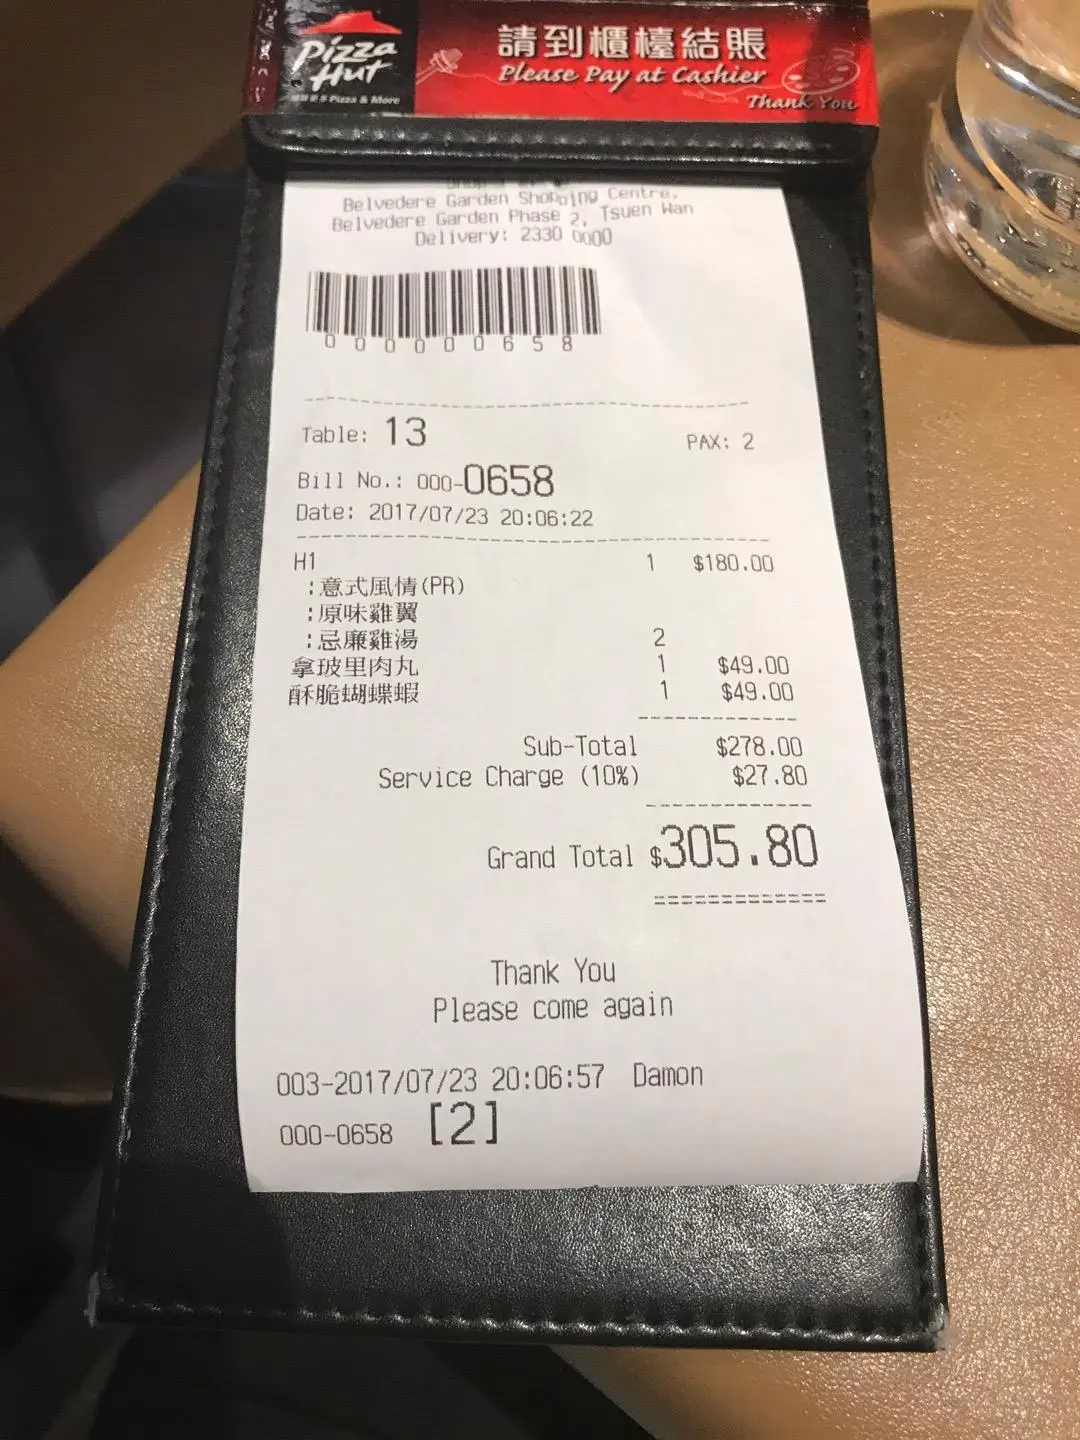 Pizza
Hut
Pizza & More
請到櫃檯結賬
Please Pay at Cashier
Thank You
Belvedere Garden Shopping Centre,
Belvedere Garden Phase 2, Tsuen Wan
Delivery: 2330 0000
000000658
Table: 13 PAX: 2
Bill No.: 000-0658
Date: 2017/07/23 20:06:22
H1 1 $180.00
:意式風情(PR)
:原味雞翼
:忌廉雞湯 2
拿玻里肉丸 1 $49.00
酥脆蝴蝶蝦 1 $49.00
Sub-Total $278.00
Service Charge (10%) $27.80
Grand Total $305.80
Thank You
Please come again
003-2017/07/23 20:06:57 Damon
000-0658 [2]